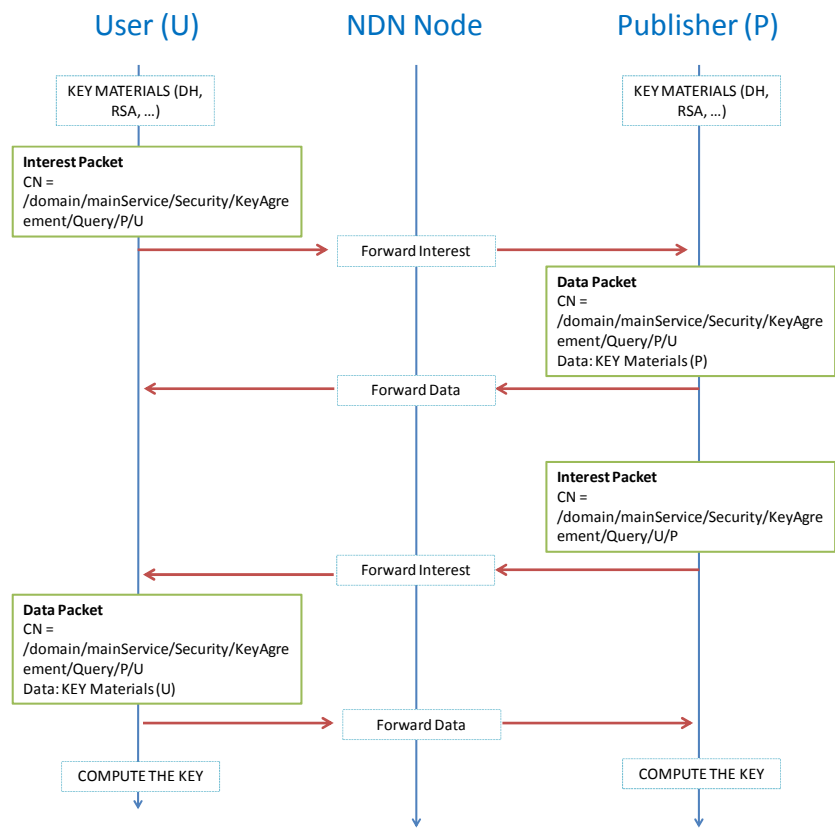 User (U)
NDN Node
Publisher (P)
KEY MATERIALS (DH,
RSA, …)
KEY MATERIALS (DH,
RSA, …)
Interest Packet
CN =
/domain/mainService/Security/KeyAgre
ement/Query/P/U
Forward Interest
Data Packet
CN =
/domain/mainService/Security/KeyAgre
ement/Query/P/U
Data: KEY Materials (P)
Forward Data
Interest Packet
CN =
/domain/mainService/Security/KeyAgre
ement/Query/U/P
Forward Interest
Data Packet
CN =
/domain/mainService/Security/KeyAgre
ement/Query/P/U
Data: KEY Materials (U)
Forward Data
COMPUTE THE KEY
COMPUTE THE KEY